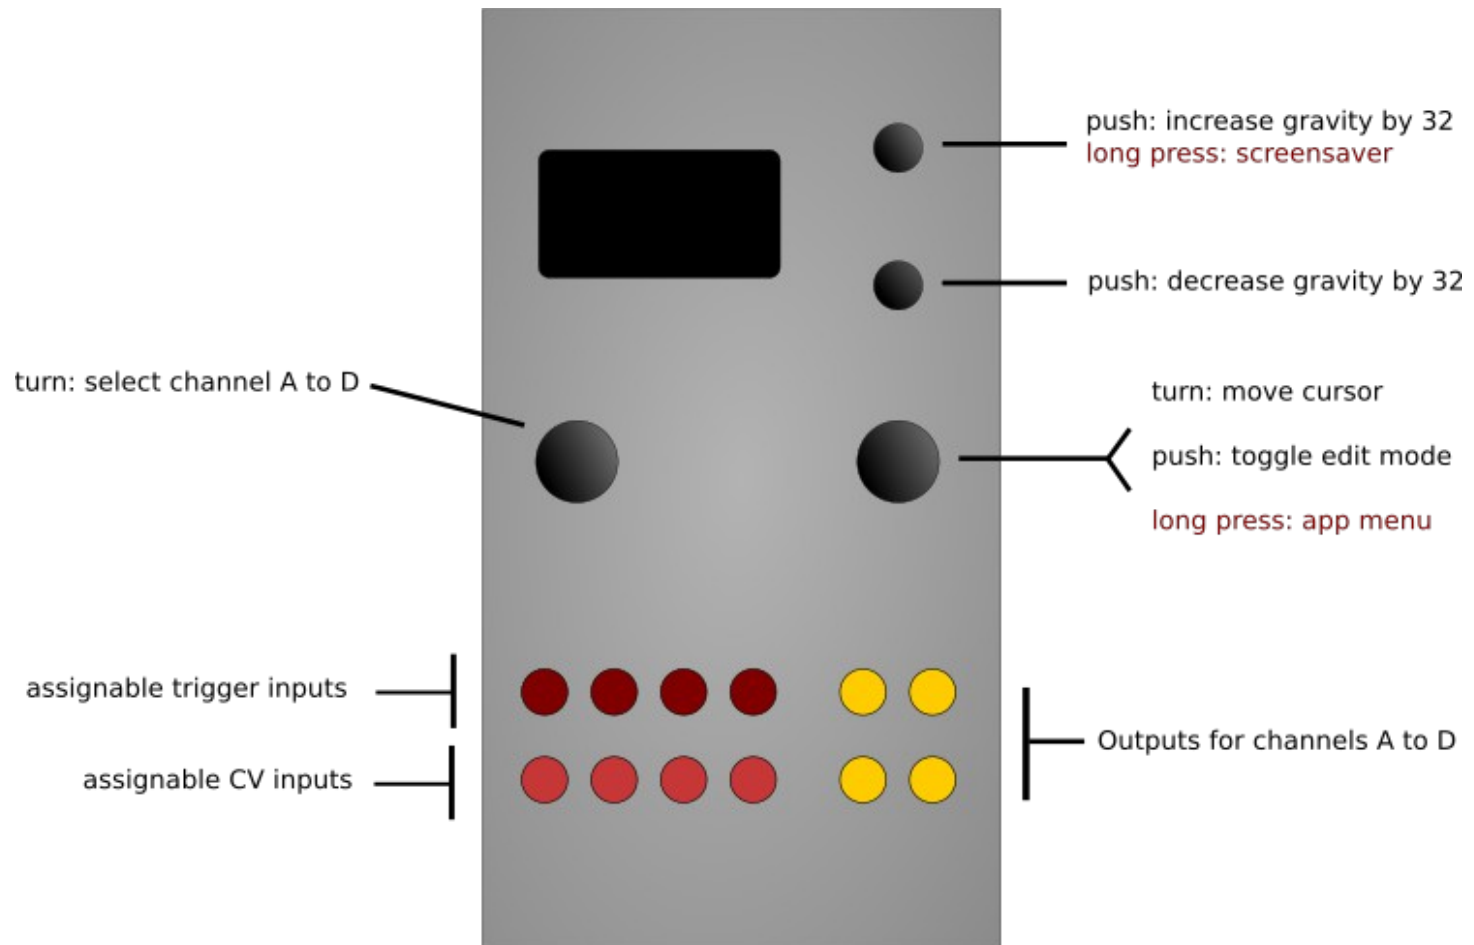 push: increase gravity by 32
long press: screensaver
push: decrease gravity by 32
turn: select channel A to D
turn: move cursor
push: toggle edit mode
long press: app menu
assignable trigger inputs
Outputs for channels A to D
assignable CV inputs